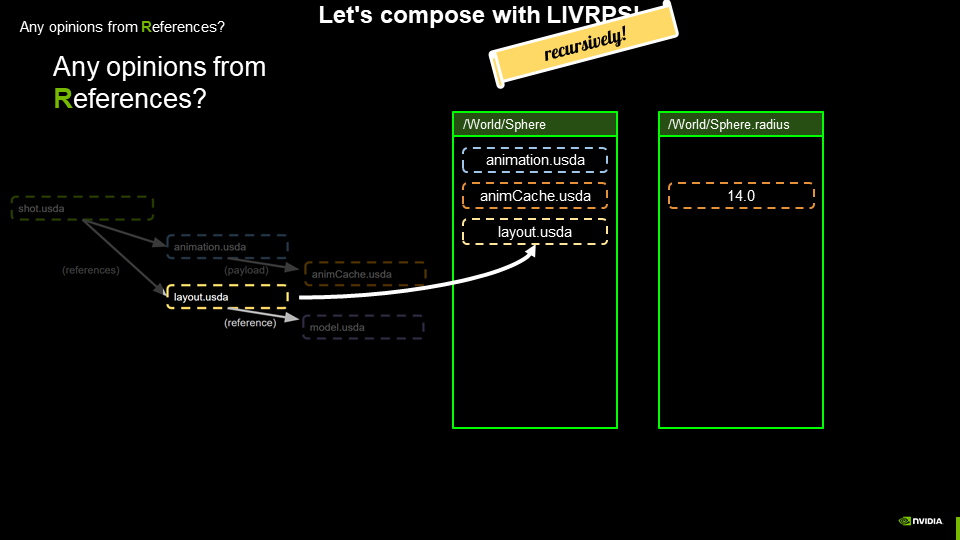 Let's compose with LIVRPS!
recursively!
Any opinions from References?
Any opinions from
References?
/World/Sphere
animation.usda
animCache.usda
layout.usda
/World/Sphere.radius
14.0
shot.usda
(references)
animation.usda
(payload)
animCache.usda
layout.usda
(reference)
model.usda
NVIDIA